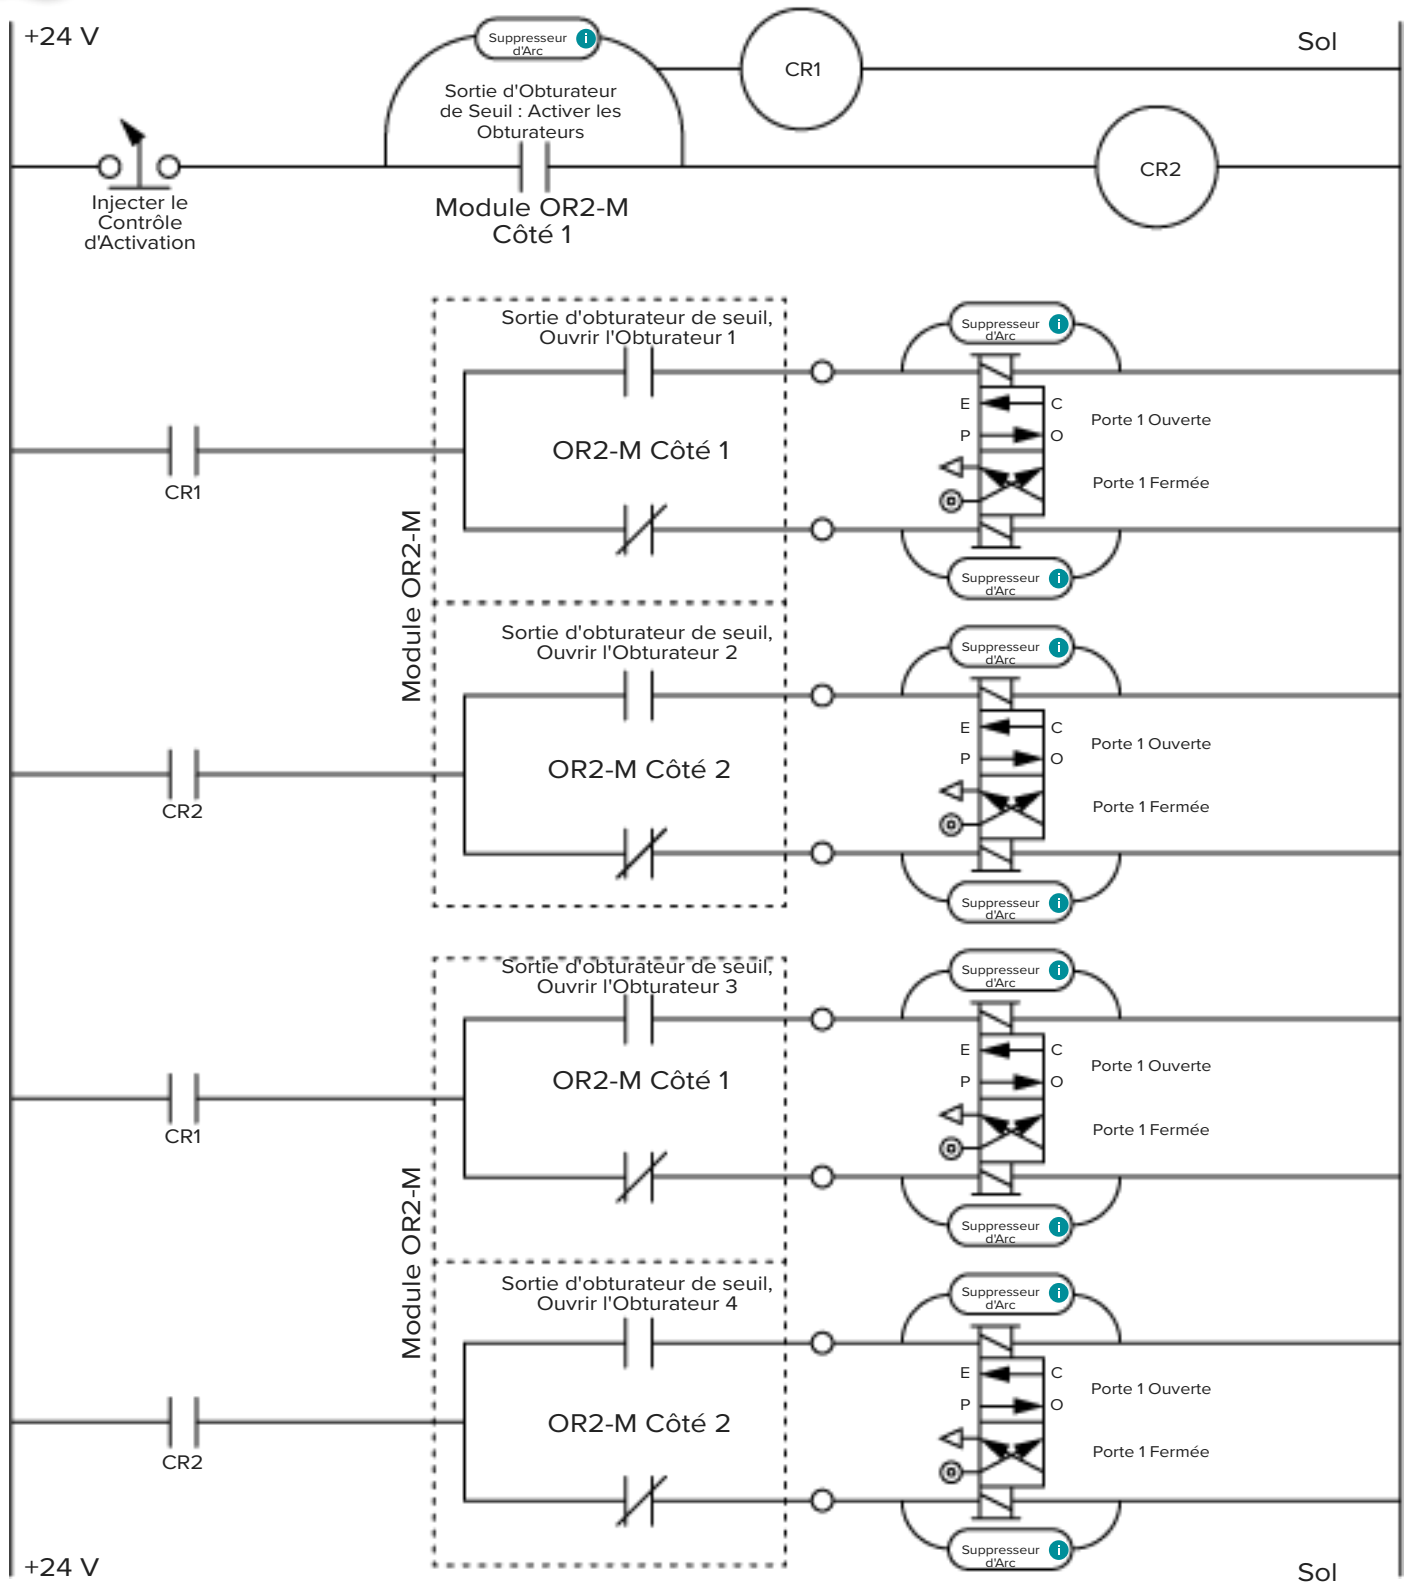 +24 V
Sol
Suppresseur
d'Arc
i
CR1
Sortie d'Obturateur
de Seuil : Activer les
Obturateurs
CR2
Injecter le
Contrôle
d'Activation
Module OR2-M
Côté 1
Sortie d'obturateur de seuil,
Ouvrir l'Obturateur 1
Suppresseur
d'Arc
i
E
C
Porte 1 Ouverte
P
O
OR2-M Côté 1
Porte 1 Fermée
CR1
Module OR2-M
Suppresseur
d'Arc
i
Sortie d'obturateur de seuil,
Ouvrir l'Obturateur 2
Suppresseur
d'Arc
i
E
C
Porte 1 Ouverte
P
O
OR2-M Côté 2
Porte 1 Fermée
CR2
Suppresseur
d'Arc
i
Sortie d'obturateur de seuil,
Ouvrir l'Obturateur 3
Suppresseur
d'Arc
i
E
C
Porte 1 Ouverte
P
O
OR2-M Côté 1
Porte 1 Fermée
CR1
Module OR2-M
Suppresseur
d'Arc
i
Sortie d'obturateur de seuil,
Ouvrir l'Obturateur 4
Suppresseur
d'Arc
i
E
C
Porte 1 Ouverte
P
O
OR2-M Côté 2
Porte 1 Fermée
CR2
Suppresseur
d'Arc
i
+24 V
Sol